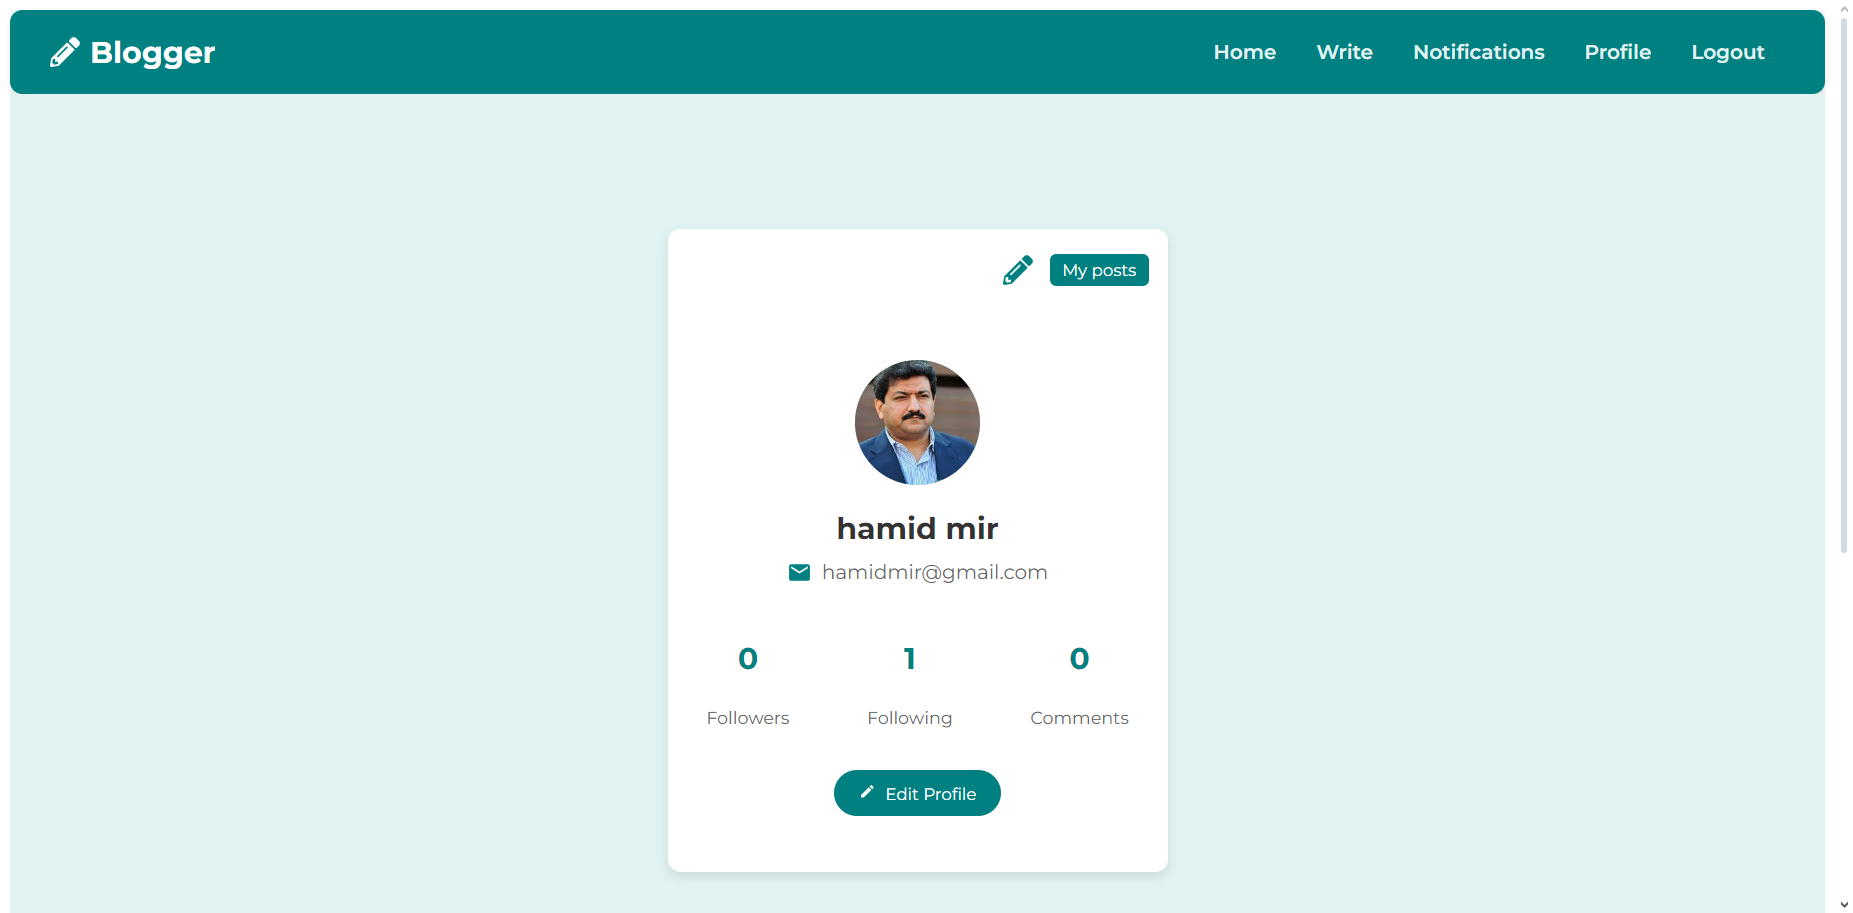 Blogger
Home Write Notifications Profile Logout
My posts
hamid mir
hamidmir@gmail.com
0 1 0
Followers Following Comments
Edit Profile